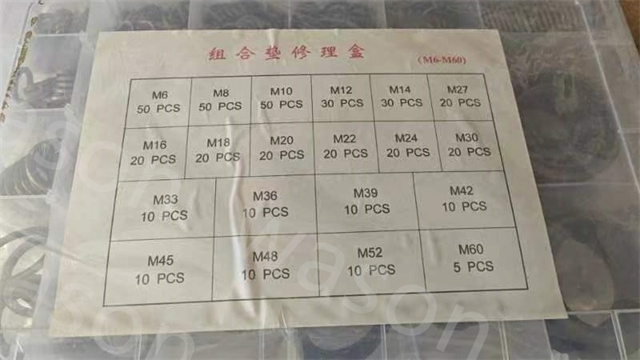 组合垫修理盒 (M6-M60)
M6 M8 M10 M12 M14 M27
50 PCS 50 PCS 50 PCS 30 PCS 30 PCS 20 PCS
M16 M18 M20 M22 M24 M30
20 PCS 20 PCS 20 PCS 20 PCS 20 PCS 20 PCS
M33 M36 M39 M42
10 PCS 10 PCS 10 PCS 10 PCS
M45 M48 M52 M60
10 PCS 10 PCS 10 PCS 5 PCS